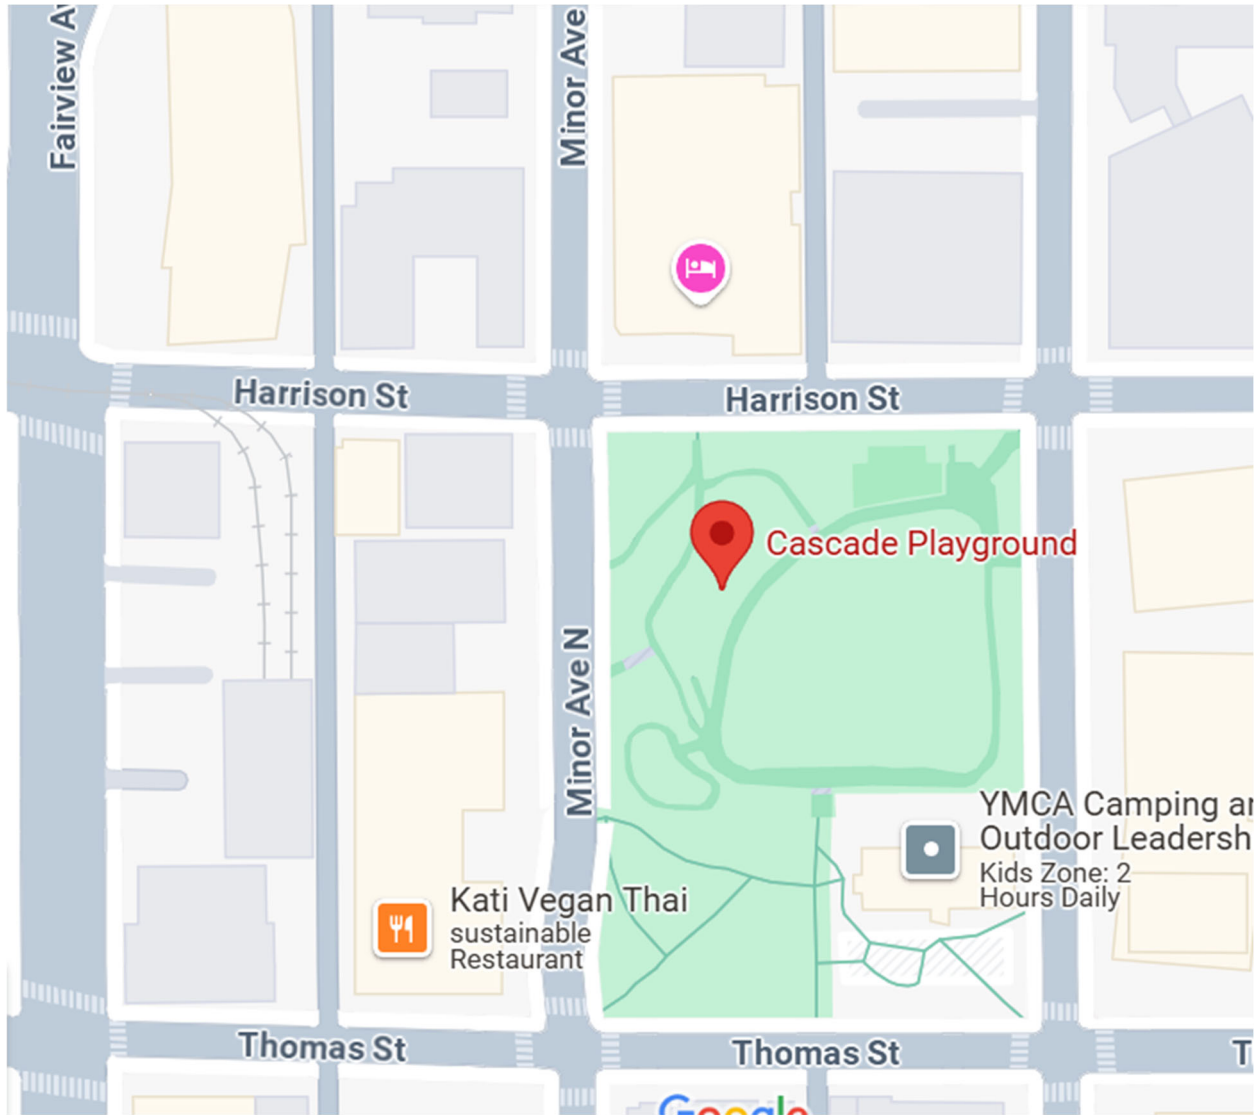 Fairview Av
Minor Ave
Harrison St
Harrison St
Cascade Playground
Minor Ave N
YMCA Camping ar
Outdoor Leadersh
Kids Zone: 2
Hours Daily
Kati Vegan Thai
sustainable
Restaurant
Thomas St
Thomas St
T
Google